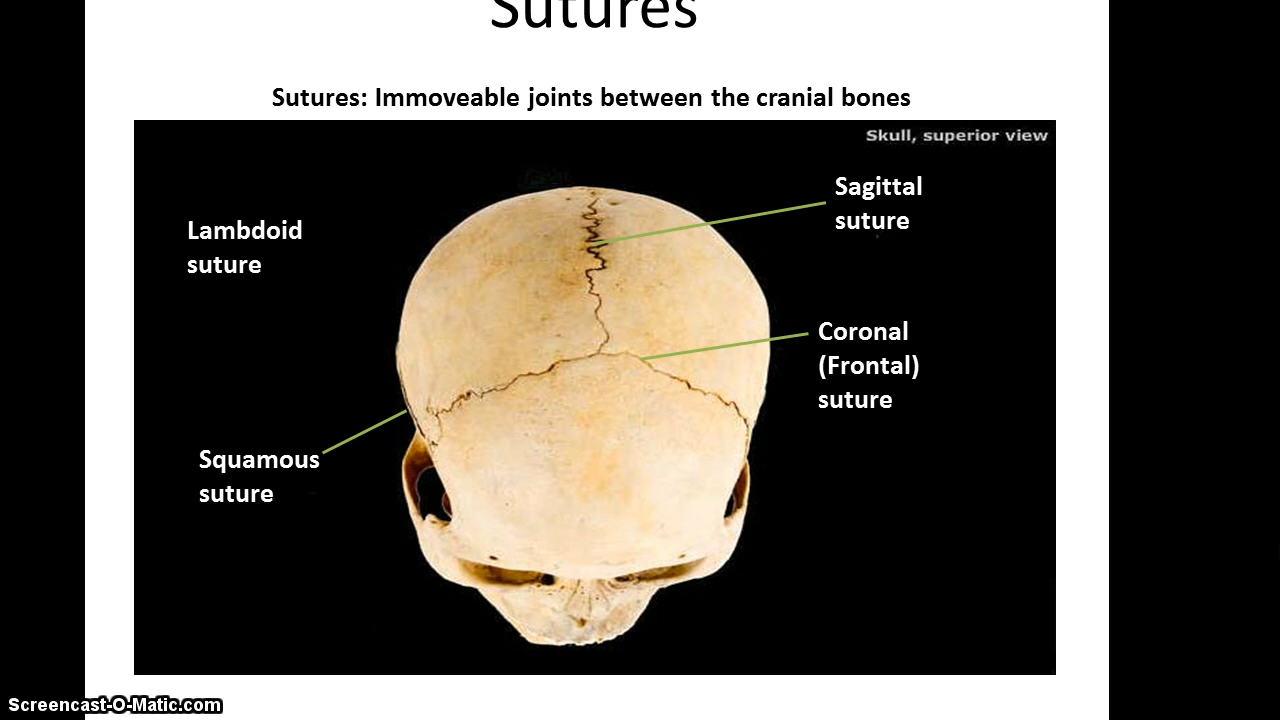 Sutures
Sutures: Immoveable joints between the cranial bones
Skull, superior view
Sagittal
suture
Lambdoid
suture
Coronal
(Frontal)
suture
Squamous
suture
Screencast-O-Matic.com